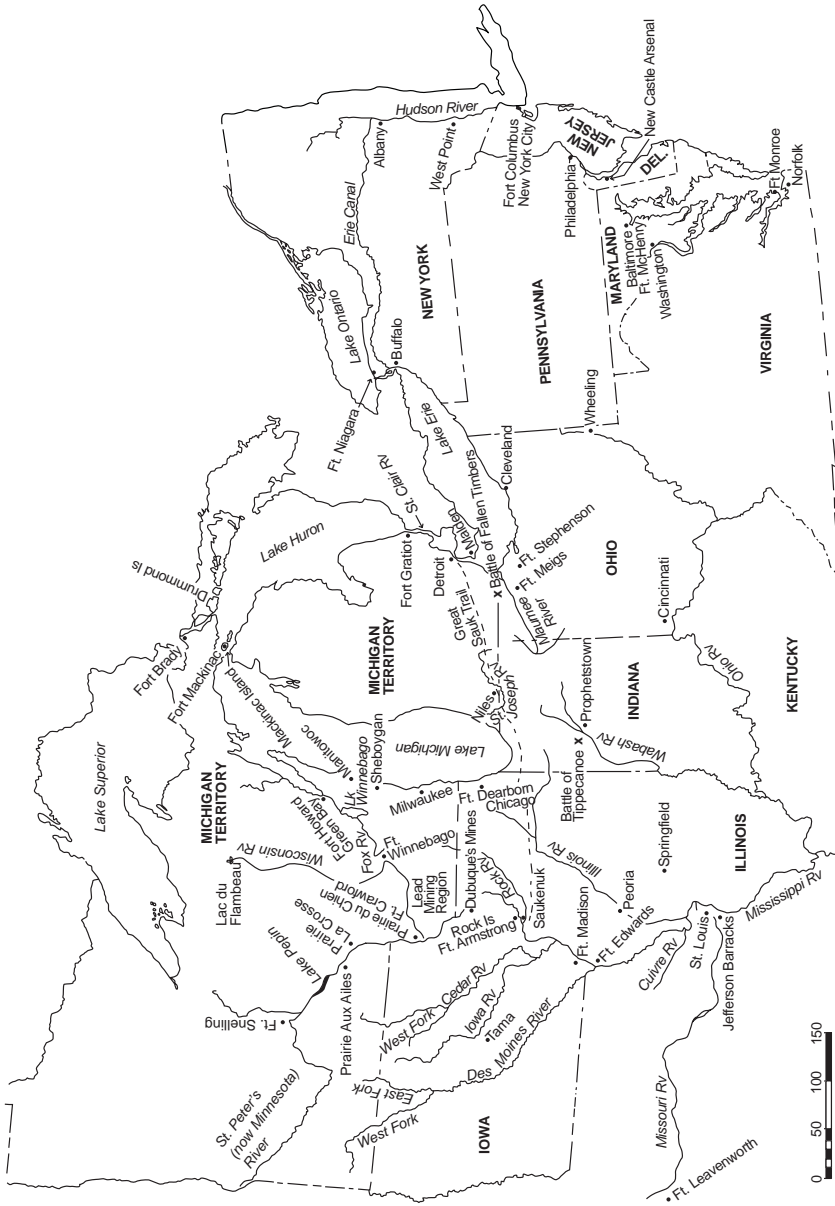 Lake Superior
Drummond Is
Fort Brady
Fort Mackinac
Mackinac Island
Lake Huron
Lake Ontario
Erie Canal
Hudson River
Albany
West Point
Fort Columbus
New York City
NEW
JERSEY
New Castle Arsenal
DEL.
Philadelphia
NEW YORK
Buffalo
Ft. Niagara
Lake Erie
St. Clair Rv
Fort Gratiot
Detroit
Malden
Great
Sauk Trail
Battle of Fallen Timbers
Cleveland
Ft. Stephenson
Ft. Meigs
Maumee
River
PENNSYLVANIA
MARYLAND
Baltimore
Ft. McHenry
Washington
Ft Monroe
Norfolk
VIRGINIA
Wheeling
OHIO
Cincinnati
MICHIGAN
TERRITORY
MICHIGAN
TERRITORY
Lac du
Flambeau
Wisconsin Rv
Fort Howard
Green Bay
Manitowoc
Lk
Winnebago
Sheboygan
Fox Rv
Ft.
Winnebago
Milwaukee
Lake Michigan
Niles
St
Joseph
Rv
Ft. Dearborn
Chicago
Prophetstown
Battle of
Tippecanoe
Wabash Rv
INDIANA
Ohio Rv
KENTUCKY
St. Peter's
(now Minnesota)
River
Ft. Snelling
Lake Pepin
Prairie Aux Ailes
Prairie
La Crosse
Prairie du Chien
Ft. Crawford
Lead
Mining
Region
Dubuque's Mines
Rock Rv
Rock Is
Ft. Armstrong
Saukenuk
Illinois Rv
Peoria
Springfield
ILLINOIS
Ft. Madison
Ft. Edwards
West Fork
Cedar Rv
Iowa Rv
Tama
Des Moines River
East Fork
West Fork
IOWA
Cuivre Rv
St. Louis
Jefferson Barracks
Mississippi Rv
Missouri Rv
Ft. Leavenworth
0 50 100 150